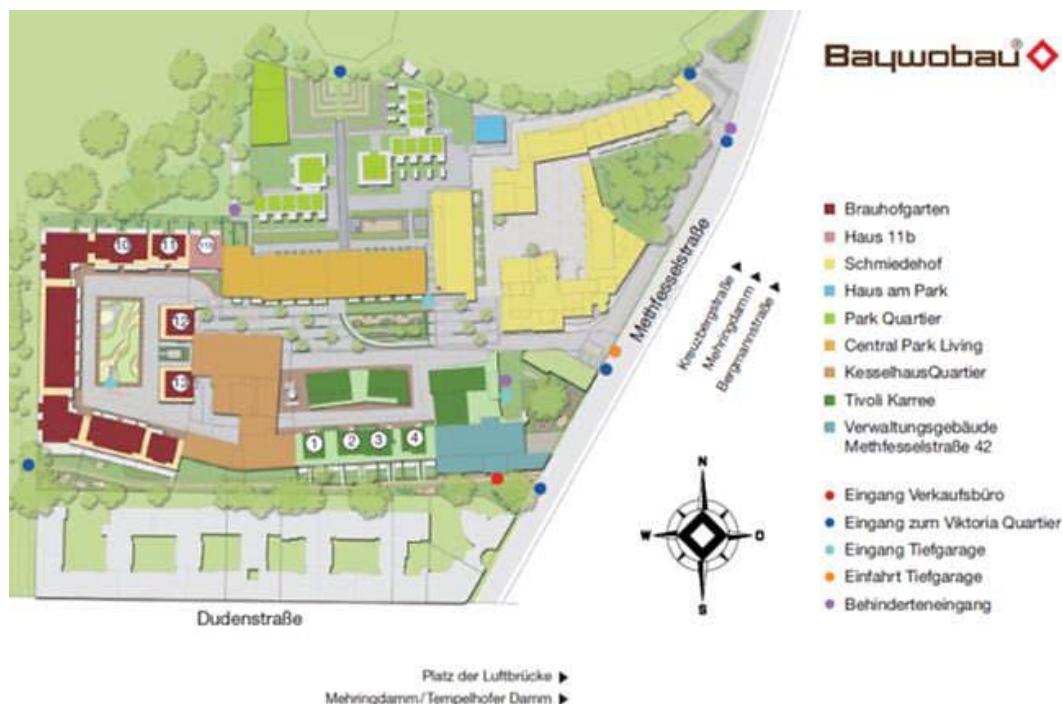 Baywobau®
10
11
11b
12
13
1
2
3
4
Methfesselstraße
Kreuzbergstraße ▶
Mehringdamm ▶
Bergmannstraße ▶
Dudenstraße
Platz der Luftbrücke ▶
Mehringdamm/Tempelhofer Damm ▶
Brauhofgarten
Haus 11b
Schmiedehof
Haus am Park
Park Quartier
Central Park Living
KesselhausQuartier
Tivoli Karree
Verwaltungsgebäude
Methfesselstraße 42
N
W
O
S
Eingang Verkaufsbüro
Eingang zum Viktoria Quartier
Eingang Tiefgarage
Einfahrt Tiefgarage
Behinderteneingang